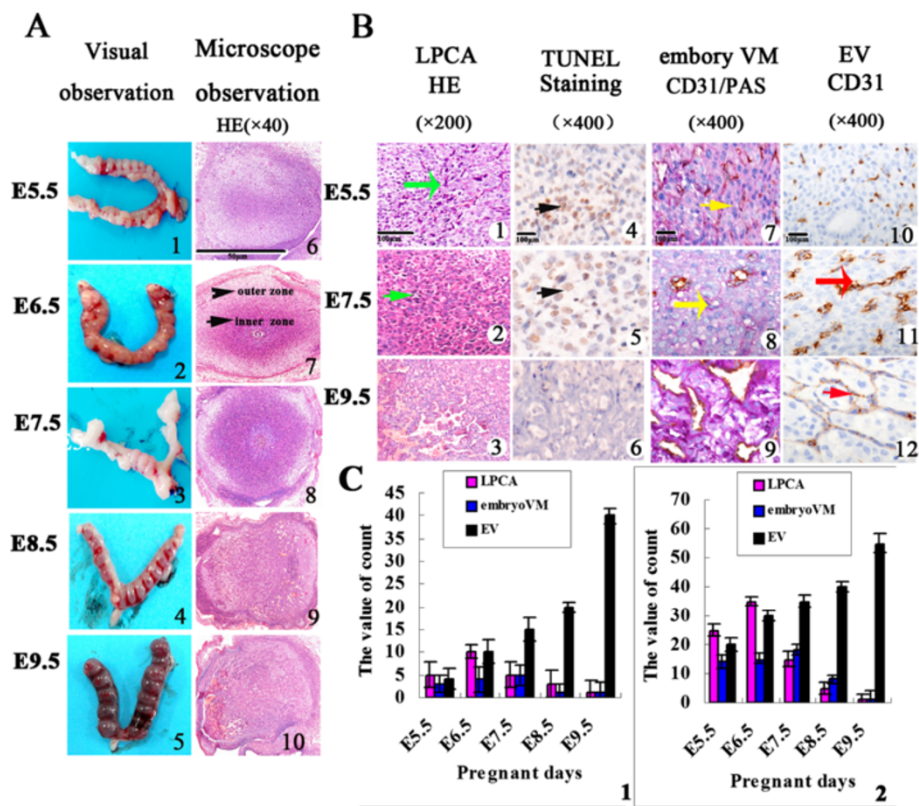 A
Visual
observation
Microscope
observation
HE(×40)
E5.5
1
6
50μm
E6.5
outer zone
inner zone
2
7
E7.5
3
8
E8.5
4
9
E9.5
5
10
B
LPCA
HE
(×200)
TUNEL
Staining
(×400)
embory VM
CD31/PAS
(×400)
EV
CD31
(×400)
E5.5
100μm
1
100μm
4
100μm
7
10
E7.5
2
5
8
11
E9.5
3
6
9
12
C
LPCA
embryoVM
EV
The value of count
45
40
35
30
25
20
15
10
5
0
E5.5
E6.5
E7.5
E8.5
E9.5
Pregnant days
1
LPCA
embryoVM
EV
The value of count
70
60
50
40
30
20
10
0
E5.5
E6.5
E7.5
E8.5
E9.5
Pregnant days
2